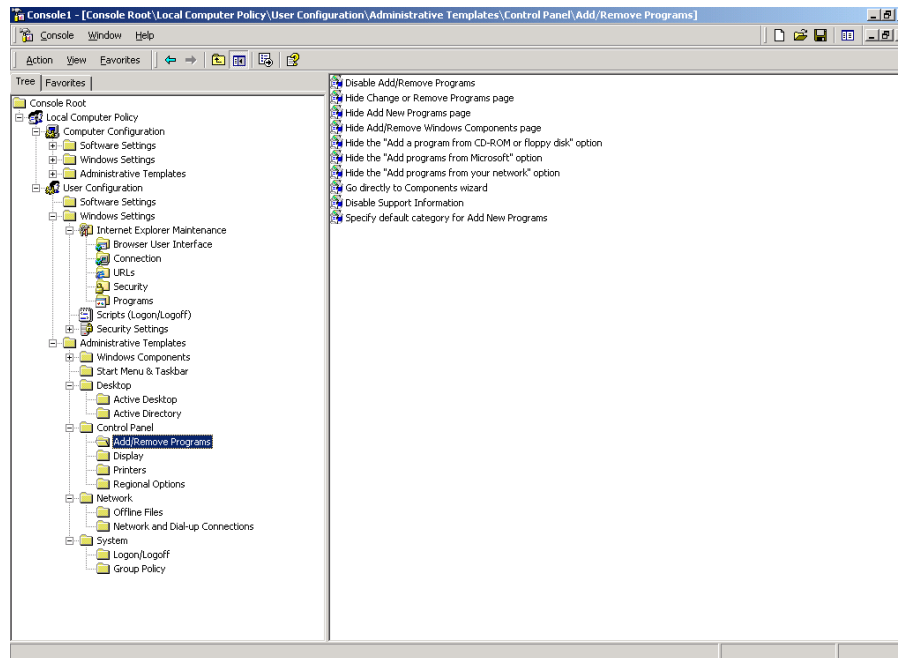 Console1 - [Console Root\Local Computer Policy\User Configuration\Administrative Templates\Control Panel\Add/Remove Programs]
Console Window Help
Action View Favorites
Tree Favorites
Console Root
Local Computer Policy
Computer Configuration
Software Settings
Windows Settings
Administrative Templates
User Configuration
Software Settings
Windows Settings
Internet Explorer Maintenance
Browser User Interface
Connection
URLs
Security
Programs
Scripts (Logon/Logoff)
Security Settings
Administrative Templates
Windows Components
Start Menu & Taskbar
Desktop
Active Desktop
Active Directory
Control Panel
Add/Remove Programs
Display
Printers
Regional Options
Network
Offline Files
Network and Dial-up Connections
System
Logon/Logoff
Group Policy
Disable Add/Remove Programs
Hide Change or Remove Programs page
Hide Add New Programs page
Hide Add/Remove Windows Components page
Hide the "Add a program from CD-ROM or floppy disk" option
Hide the "Add programs from Microsoft" option
Hide the "Add programs from your network" option
Go directly to Components wizard
Disable Support Information
Specify default category for Add New Programs